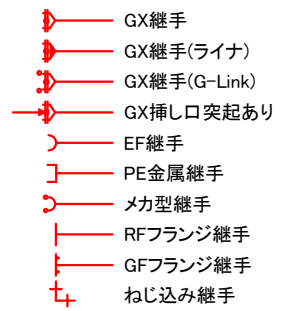 GX継手
GX継手(ライナ)
GX継手(G-Link)
GX挿し口突起あり
EF継手
PE金属継手
メカ型継手
RFフランジ継手
GFフランジ継手
ねじ込み継手